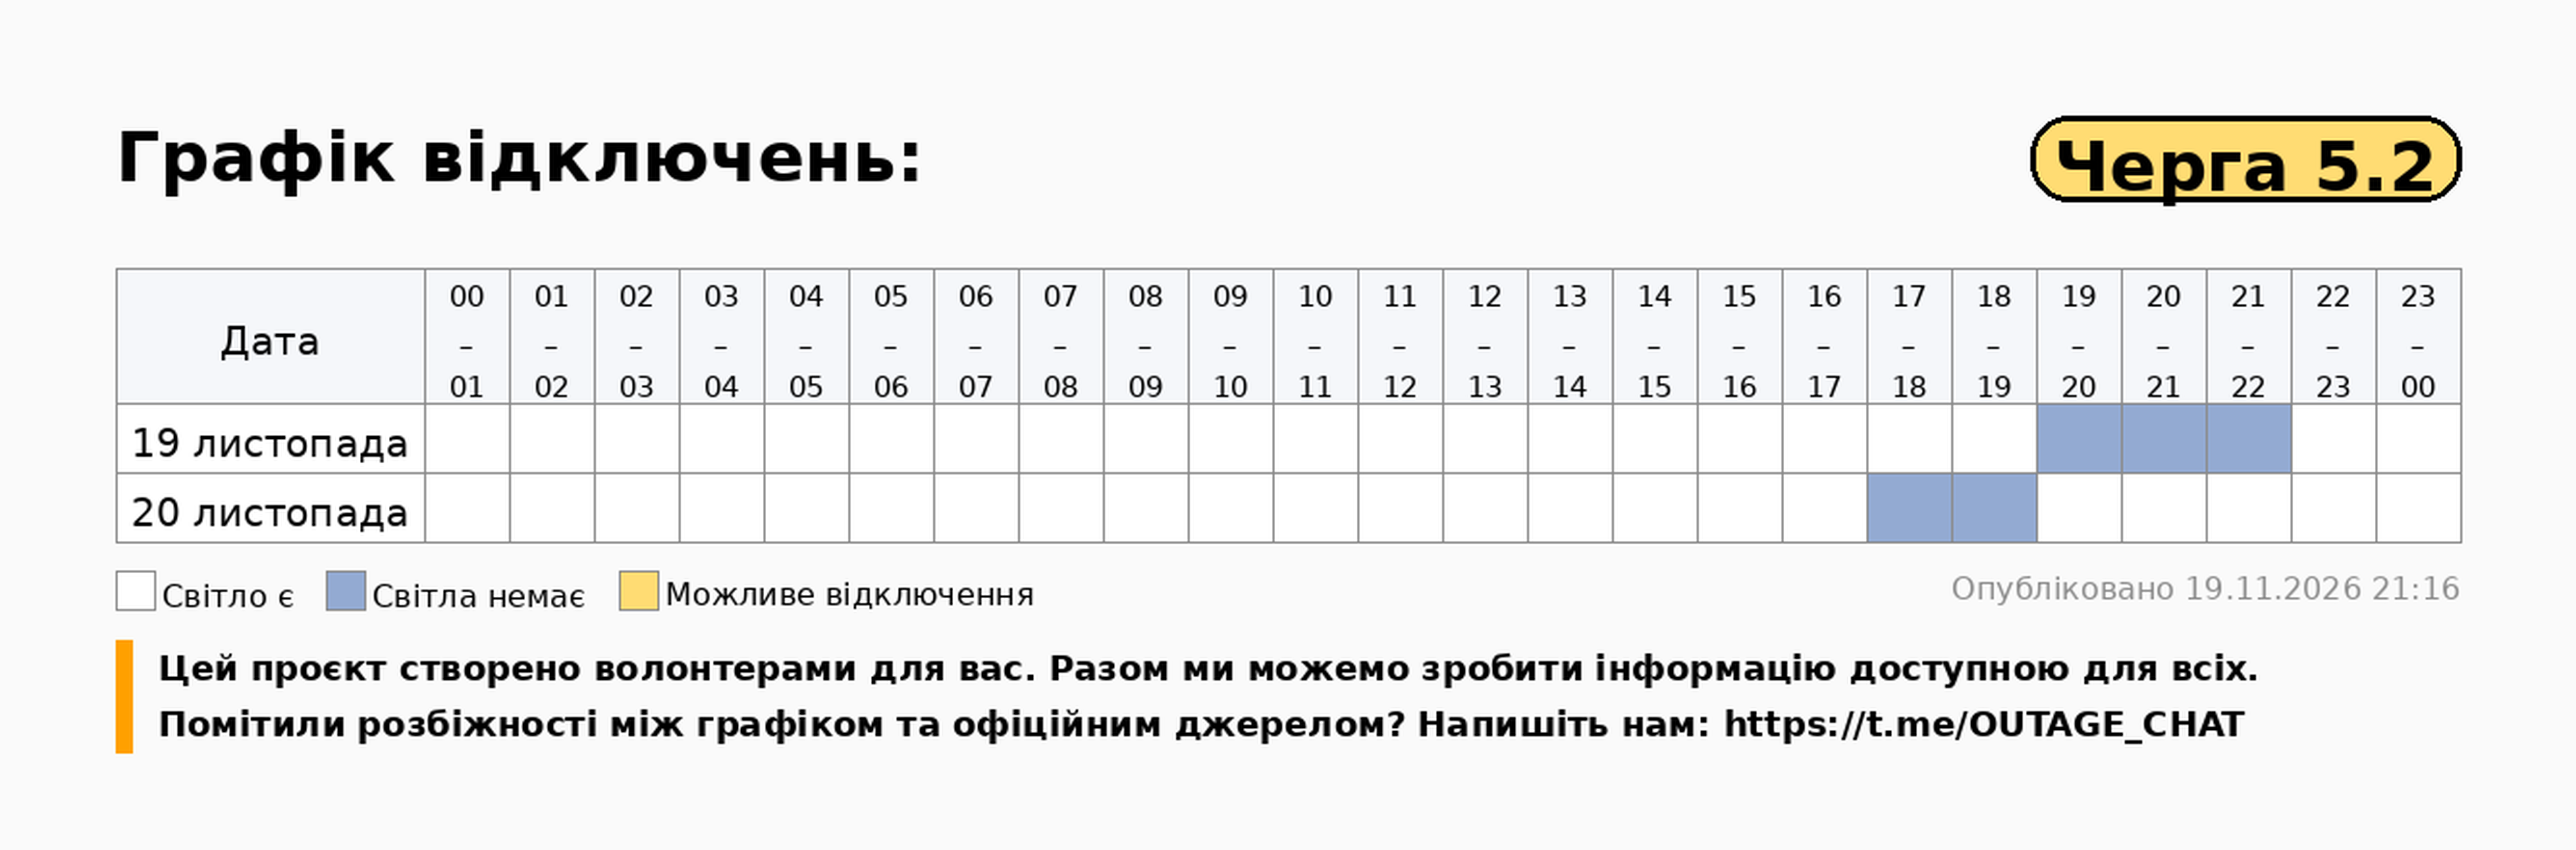 Графік відключень:
Черга 5.2
Дата 00 – 01 01 – 02 02 – 03 03 – 04 04 – 05 05 – 06 06 – 07 07 – 08 08 – 09 09 – 10 10 – 11 11 – 12 12 – 13 13 – 14 14 – 15 15 – 16 16 – 17 17 – 18 18 – 19 19 – 20 20 – 21 21 – 22 22 – 23 23 – 00
19 листопада
20 листопада
Світло є Світла немає Можливе відключення
Опубліковано 19.11.2026 21:16
Цей проєкт створено волонтерами для вас. Разом ми можемо зробити інформацію доступною для всіх.
Помітили розбіжності між графіком та офіційним джерелом? Напишіть нам: https://t.me/OUTAGE_CHAT